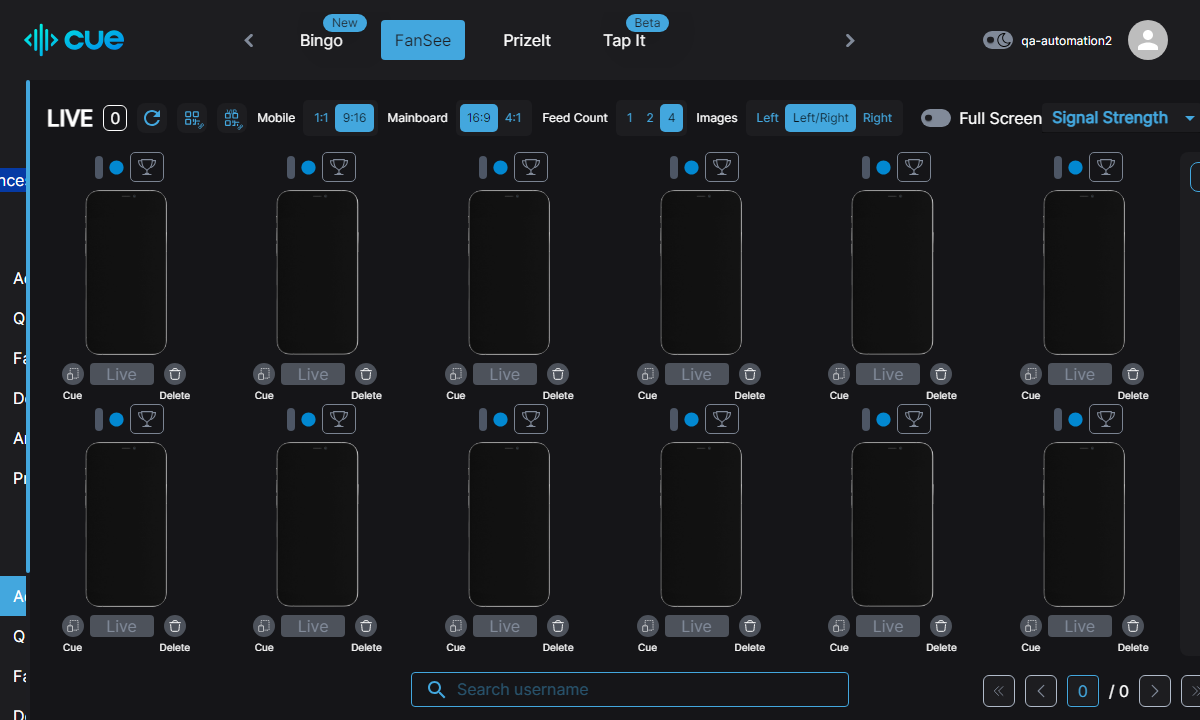 cue
New
Bingo
FanSee
PrizeIt
Beta
Tap It
qa-automation2
LIVE 0
Mobile 1:1 9:16
Mainboard 16:9 4:1
Feed Count 1 2 4
Images Left Left/Right Right
Full Screen
Signal Strength
nces
Ac
Q
Fa
D
Ar
Pr
Ac
Q
Fa
D
Live Live Live Live Live Live
Cue Delete Cue Delete Cue Delete Cue Delete Cue Delete Cue Delete
Live Live Live Live Live Live
Cue Delete Cue Delete Cue Delete Cue Delete Cue Delete Cue Delete
Search username
0 / 0